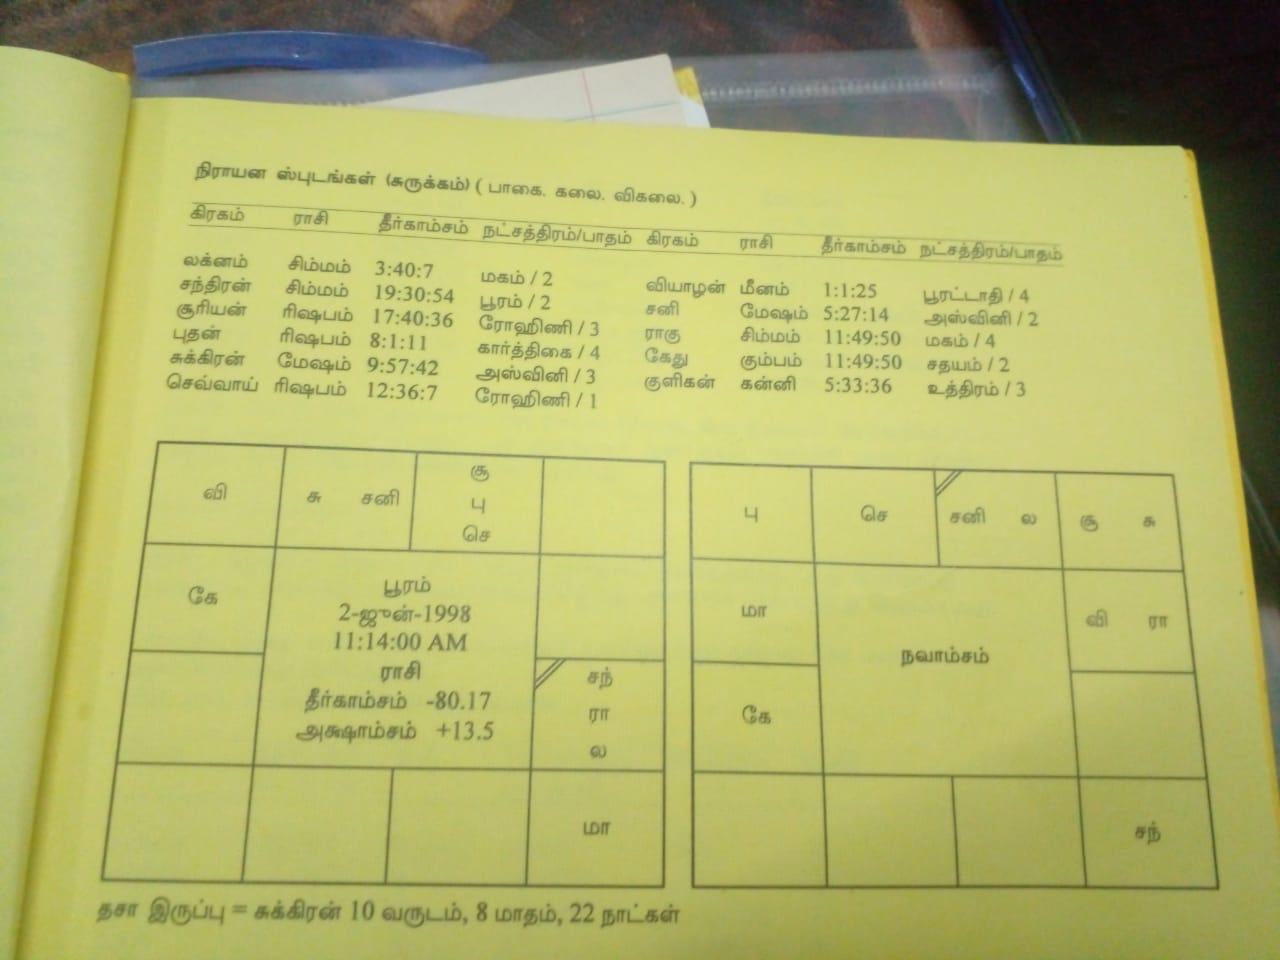 நிராயன ஸ்புடங்கள் (சுருக்கம்) ( பாகை. கலை. விகலை. )
கிரகம் ராசி தீர்காம்சம் நட்சத்திரம்/பாதம் கிரகம் ராசி தீர்காம்சம் நட்சத்திரம்/பாதம்
லக்னம் சிம்மம் 3:40:7 மகம் / 2 வியாழன் மீனம் 1:1:25 பூரட்டாதி / 4
சந்திரன் சிம்மம் 19:30:54 பூரம் / 2 சனி மேஷம் 5:27:14 அஸ்வினி / 2
சூரியன் ரிஷபம் 17:40:36 ரோஹிணி / 3 ராகு சிம்மம் 11:49:50 மகம் / 4
புதன் ரிஷபம் 8:1:11 கார்த்திகை / 4 கேது கும்பம் 11:49:50 சதயம் / 2
சுக்கிரன் மேஷம் 9:57:42 அஸ்வினி / 3 குளிகன் கன்னி 5:33:36 உத்திரம் / 3
செவ்வாய் ரிஷபம் 12:36:7 ரோஹிணி / 1
வி சு சனி சூ
பு
செ
கே
பூரம்
2-ஜுன்-1998
11:14:00 AM
ராசி
தீர்காம்சம் -80.17
அக்ஷாம்சம் +13.5
சந்
ரா
ல
மா
பு செ சனி ல சூ சு
மா வி ரா
நவாம்சம்
கே
சந்
தசா இருப்பு = சுக்கிரன் 10 வருடம், 8 மாதம், 22 நாட்கள்